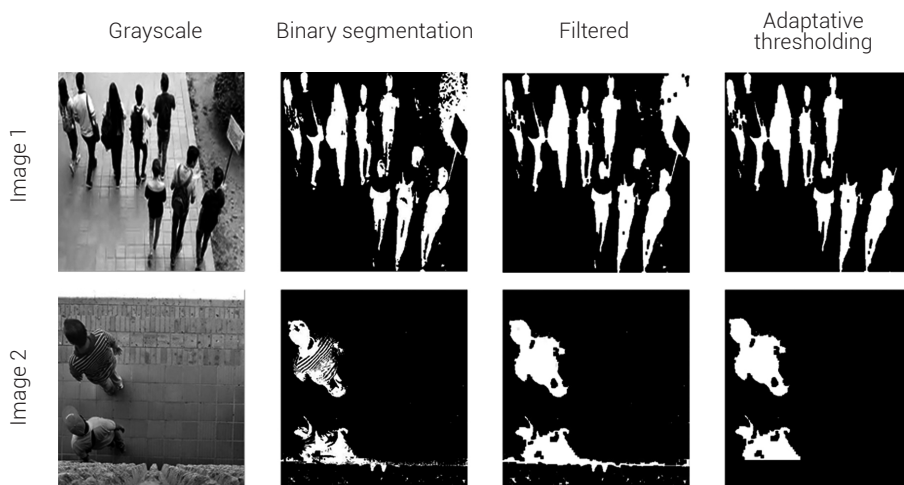 Grayscale
Binary segmentation
Filtered
Adaptative
thresholding
Image 1
Image 2